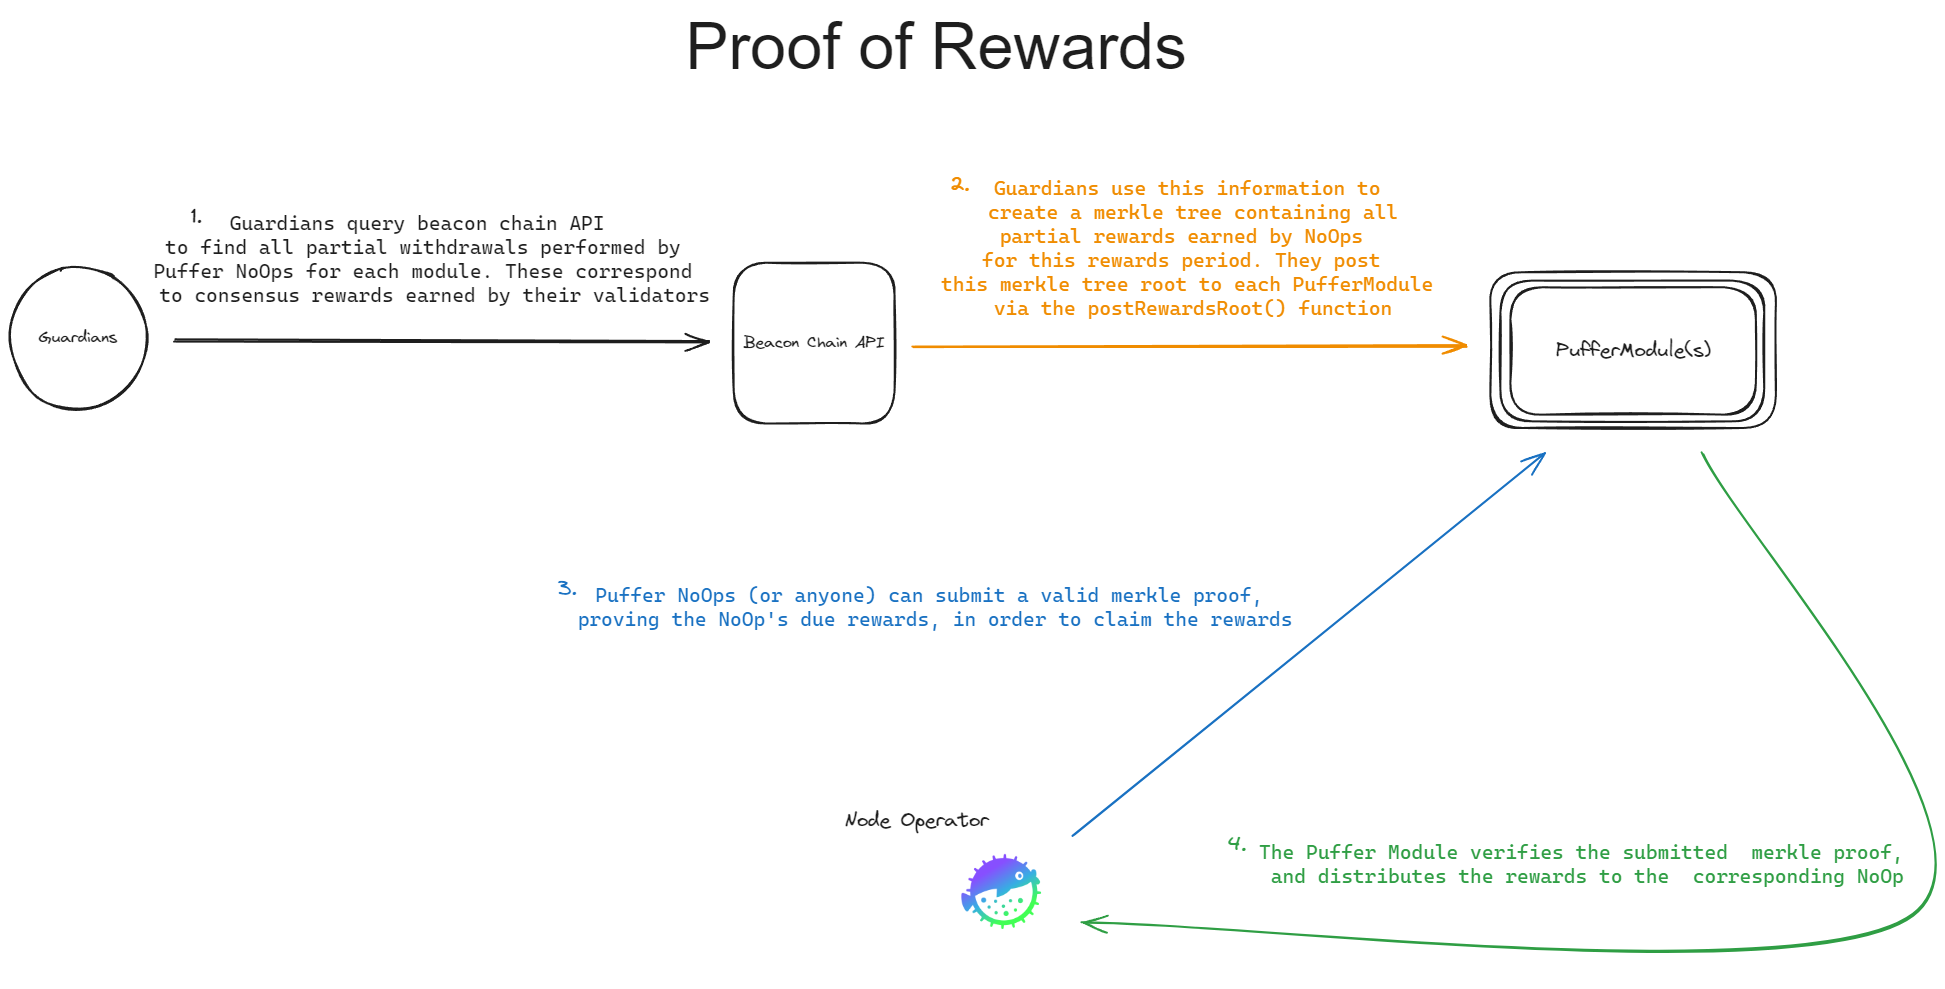 Proof of Rewards
1. Guardians query beacon chain API
to find all partial withdrawals performed by
Puffer NoOps for each module. These correspond
to consensus rewards earned by their validators
2. Guardians use this information to
create a merkle tree containing all
partial rewards earned by NoOps
for this rewards period. They post
this merkle tree root to each PufferModule
via the postRewardsRoot() function
Guardians
Beacon Chain API
PufferModule(s)
3. Puffer NoOps (or anyone) can submit a valid merkle proof,
proving the NoOp's due rewards, in order to claim the rewards
Node Operator
4. The Puffer Module verifies the submitted merkle proof,
and distributes the rewards to the corresponding NoOp